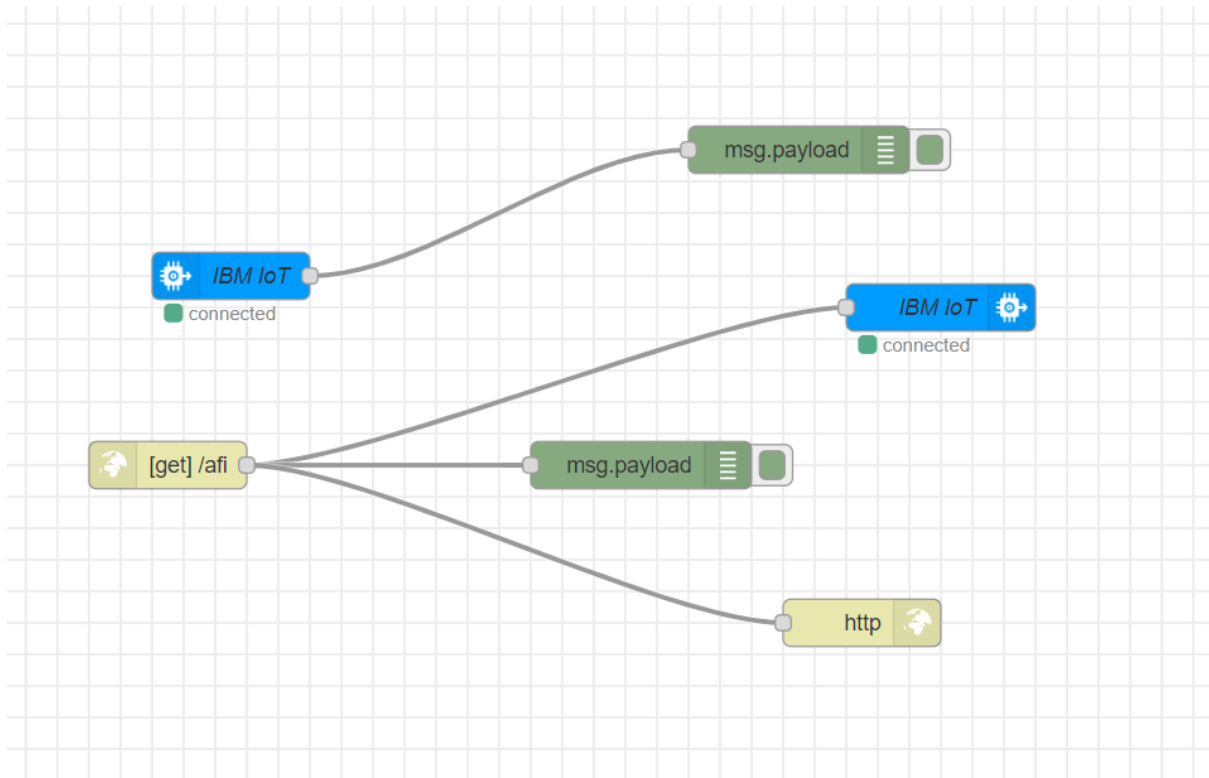 msg.payload
IBM IoT
connected
IBM IoT
connected
[get] /afi
msg.payload
http